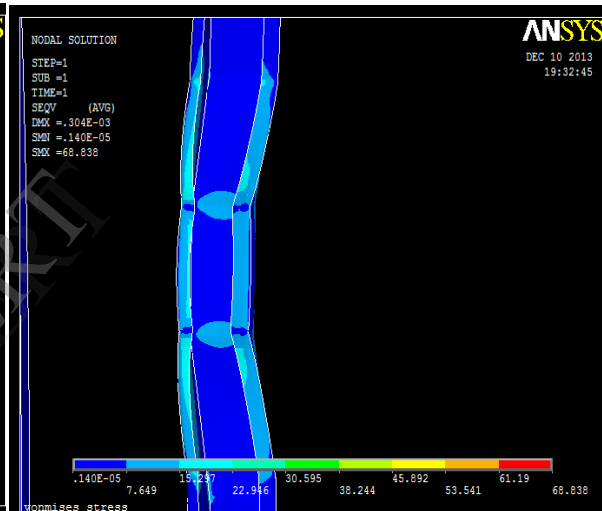 NODAL SOLUTION
STEP=1
SUB =1
TIME=1
SEQV (AVG)
DMX =.304E-03
SMN =.140E-05
SMX =68.838
ANSYS
DEC 10 2013
19:32:45
.140E-05 15.297 30.595 45.892 61.19
7.649 22.946 38.244 53.541 68.838
vonmises stress